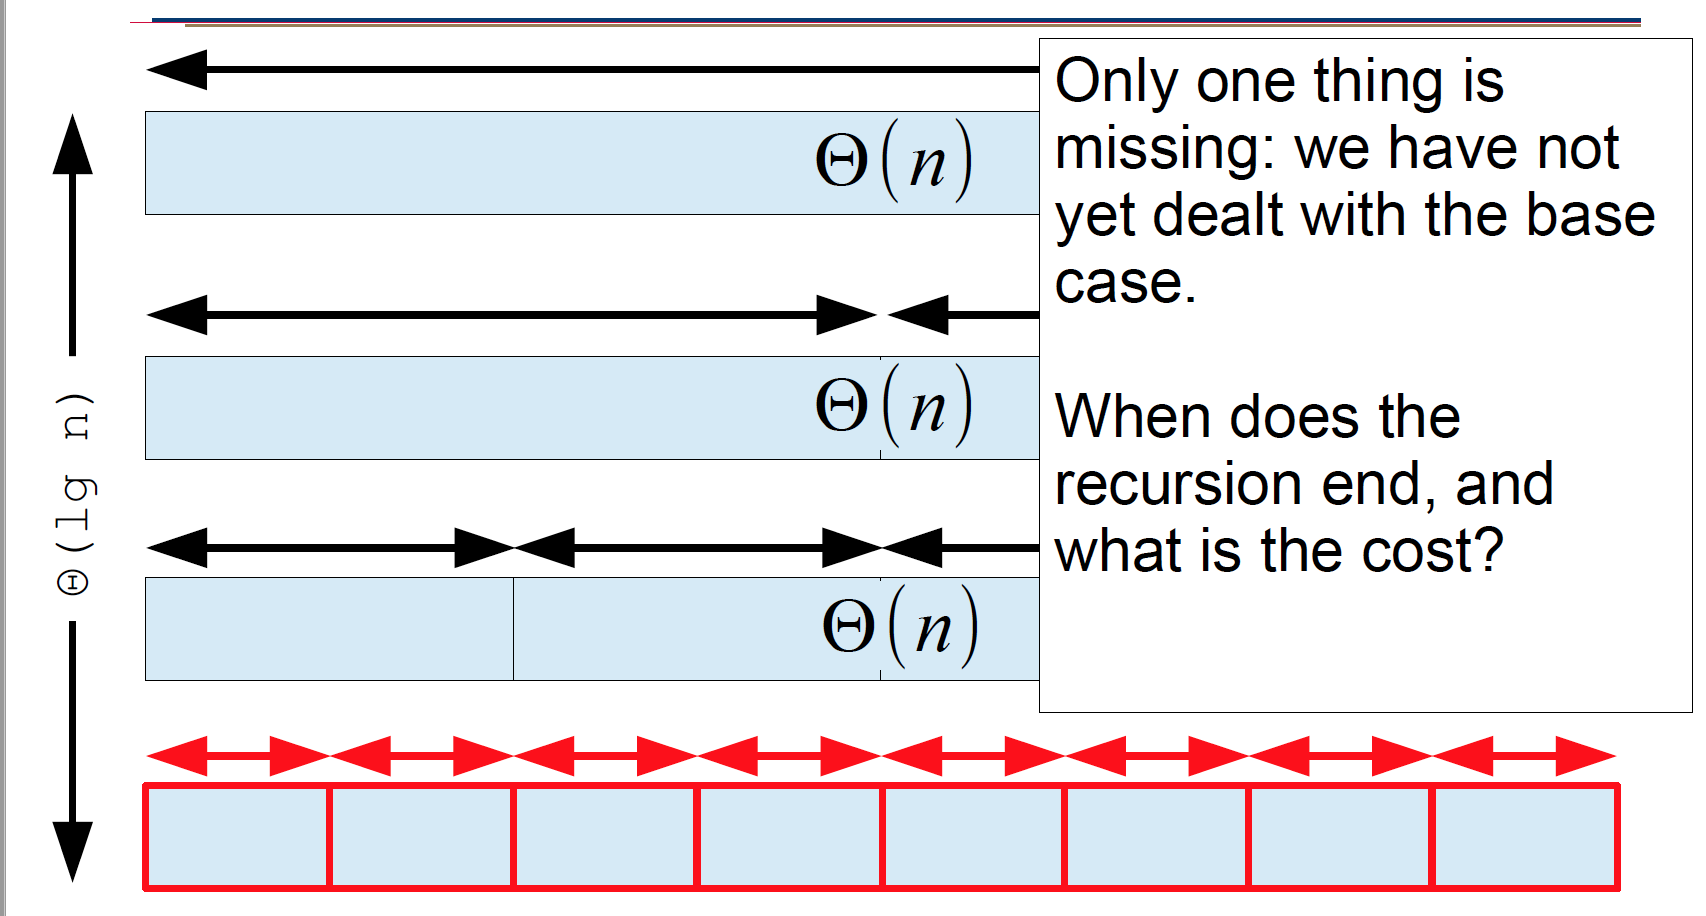 Only one thing is
missing: we have not
yet dealt with the base
case.
When does the
recursion end, and
what is the cost?
Θ(n)
Θ(n)
Θ(n)
Θ(lg n)